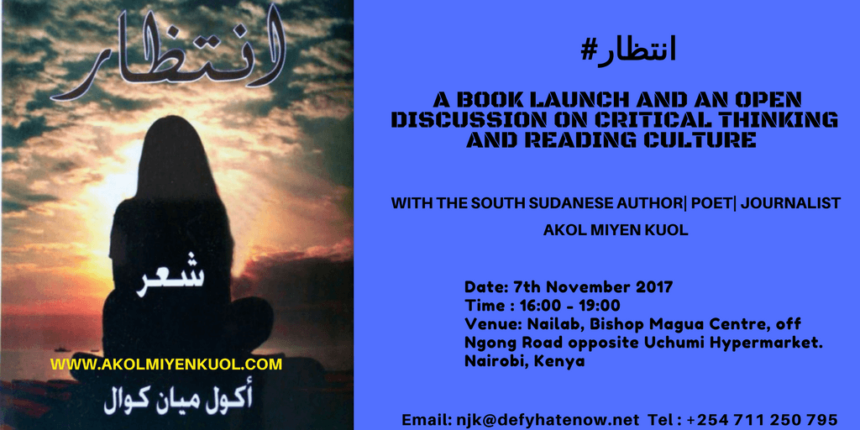 انتظار
شعر
WWW.AKOLMIYENKUOL.COM
أكول ميان كوال
#انتظار
A BOOK LAUNCH AND AN OPEN
DISCUSSION ON CRITICAL THINKING
AND READING CULTURE
WITH THE SOUTH SUDANESE AUTHOR| POET| JOURNALIST
AKOL MIYEN KUOL
Date: 7th November 2017
Time : 16:00 - 19:00
Venue: Nailab, Bishop Magua Centre, off
Ngong Road opposite Uchumi Hypermarket.
Nairobi, Kenya
Email: njk@defyhatenow.net Tel : +254 711 250 795